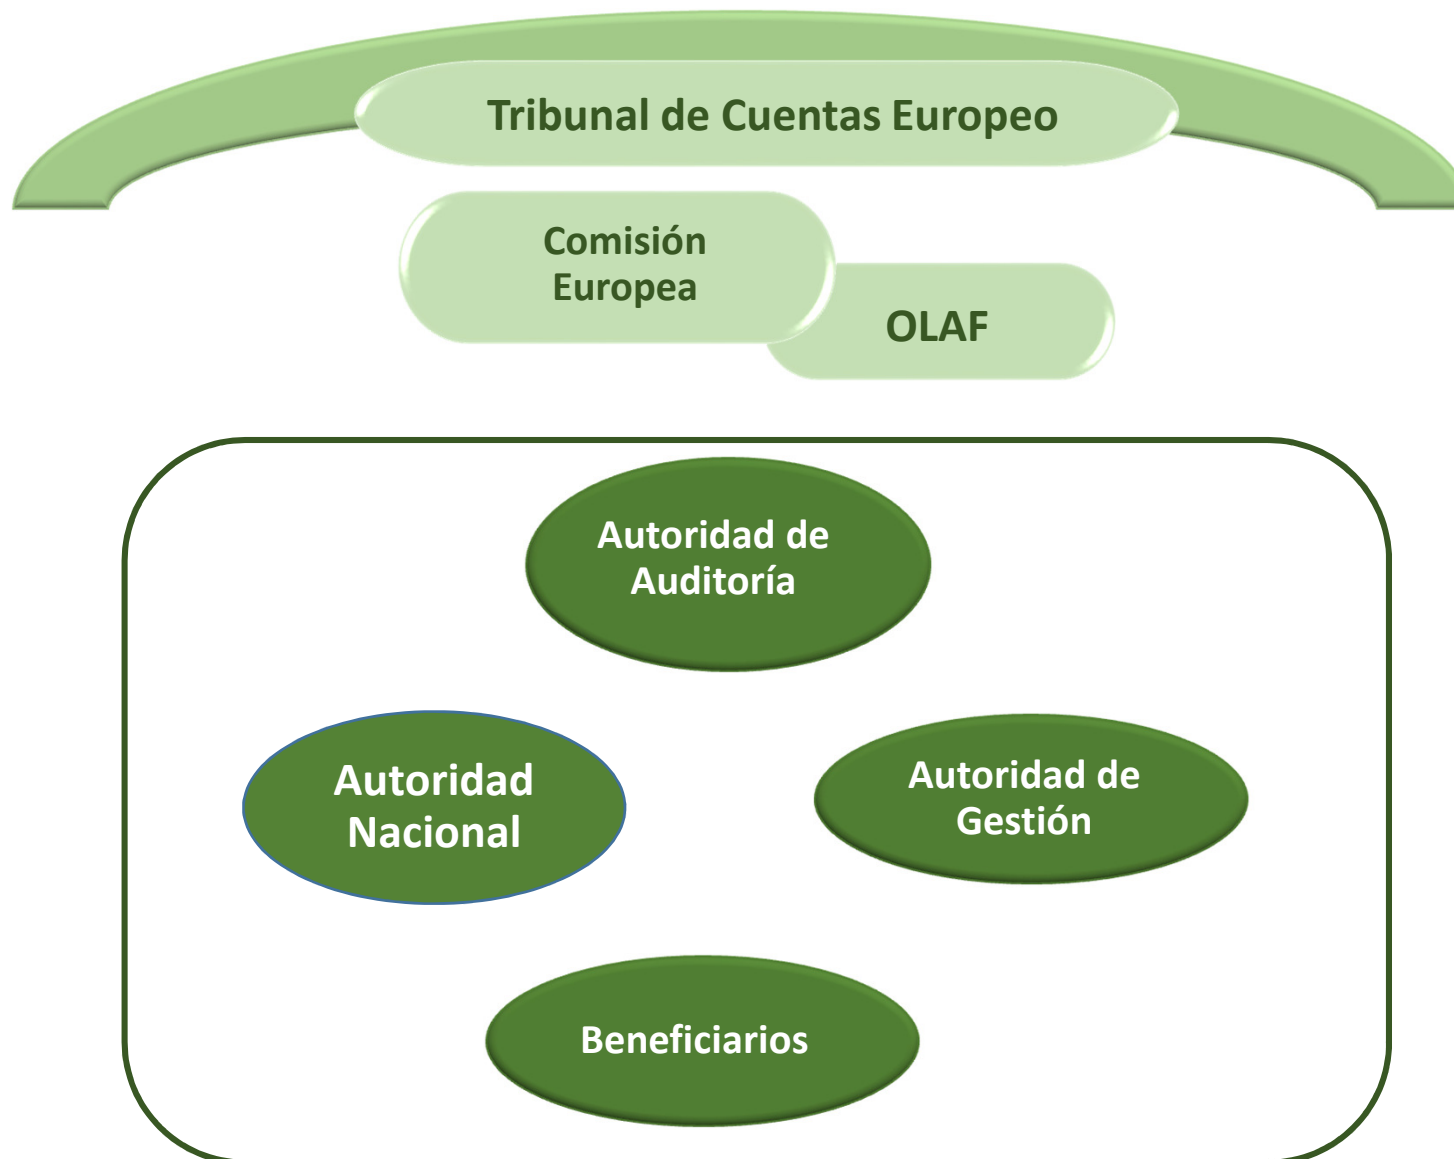 Tribunal de Cuentas Europeo
Comisión
Europea
OLAF
Autoridad de
Auditoría
Autoridad
Nacional
Autoridad de
Gestión
Beneficiarios